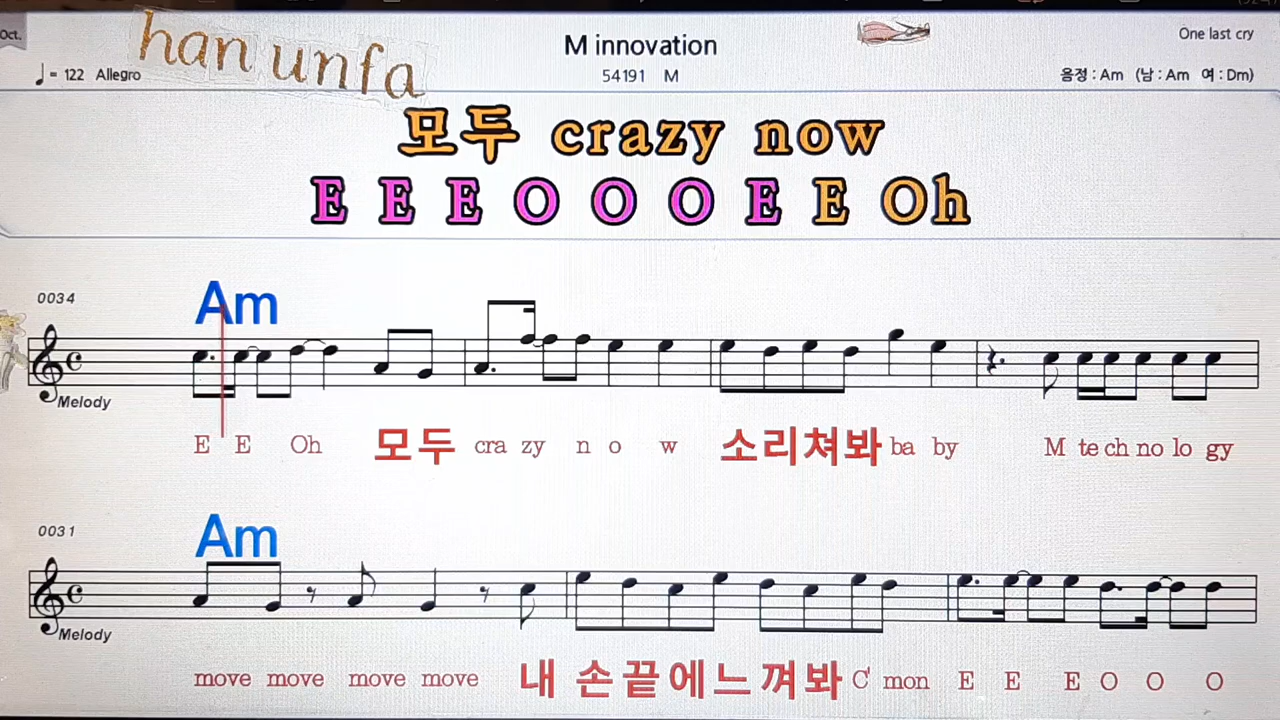 Oct.
han unfa
M innovation
One last cry
= 122 Allegro
54191 M
음정 : Am (남 : Am 여 : Dm)
모두 crazy now
E E E O O O E E Oh
Am
0034
Melody
E E Oh 모두 cra zy n o w 소리쳐봐 ba by M te ch no lo gy
Am
0031
Melody
move move move move 내 손끝에느껴봐 C' mon E E E O O O